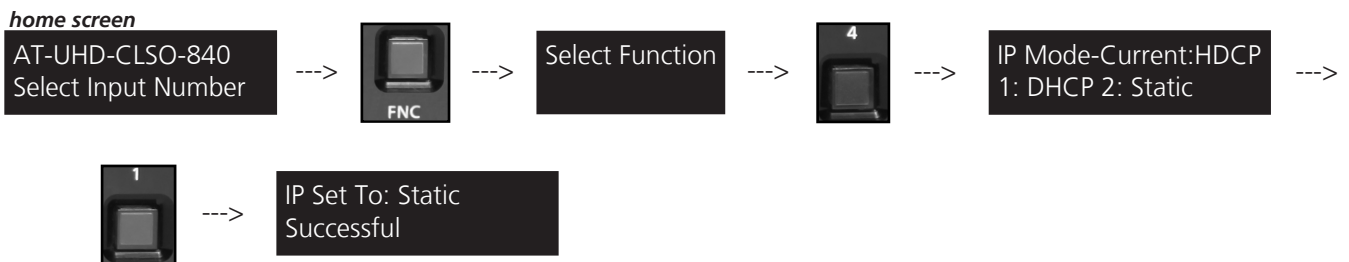 home screen
AT-UHD-CLSO-840
Select Input Number
--->
FNC
--->
Select Function
--->
4
--->
IP Mode-Current:HDCP
1: DHCP 2: Static
--->
1
--->
IP Set To: Static
Successful